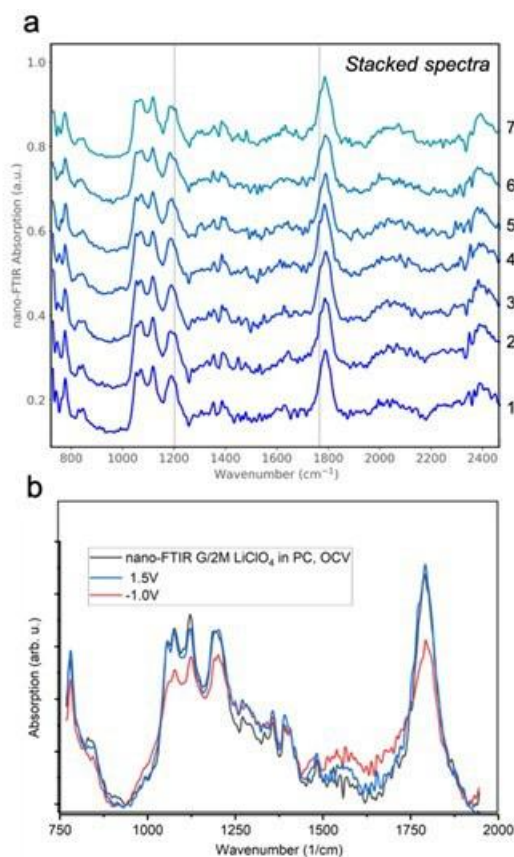 a
Stacked spectra
1.0
0.8
0.6
0.4
0.2
nano-FTIR Absorption (a.u.)
7
6
5
4
3
2
1
800 1000 1200 1400 1600 1800 2000 2200 2400
Wavenumber (cm⁻¹)
b
nano-FTIR G/2M LiClO₄ in PC, OCV
1.5V
-1.0V
Absorption (arb. u.)
750 1000 1250 1500 1750 2000
Wavenumber (1/cm)